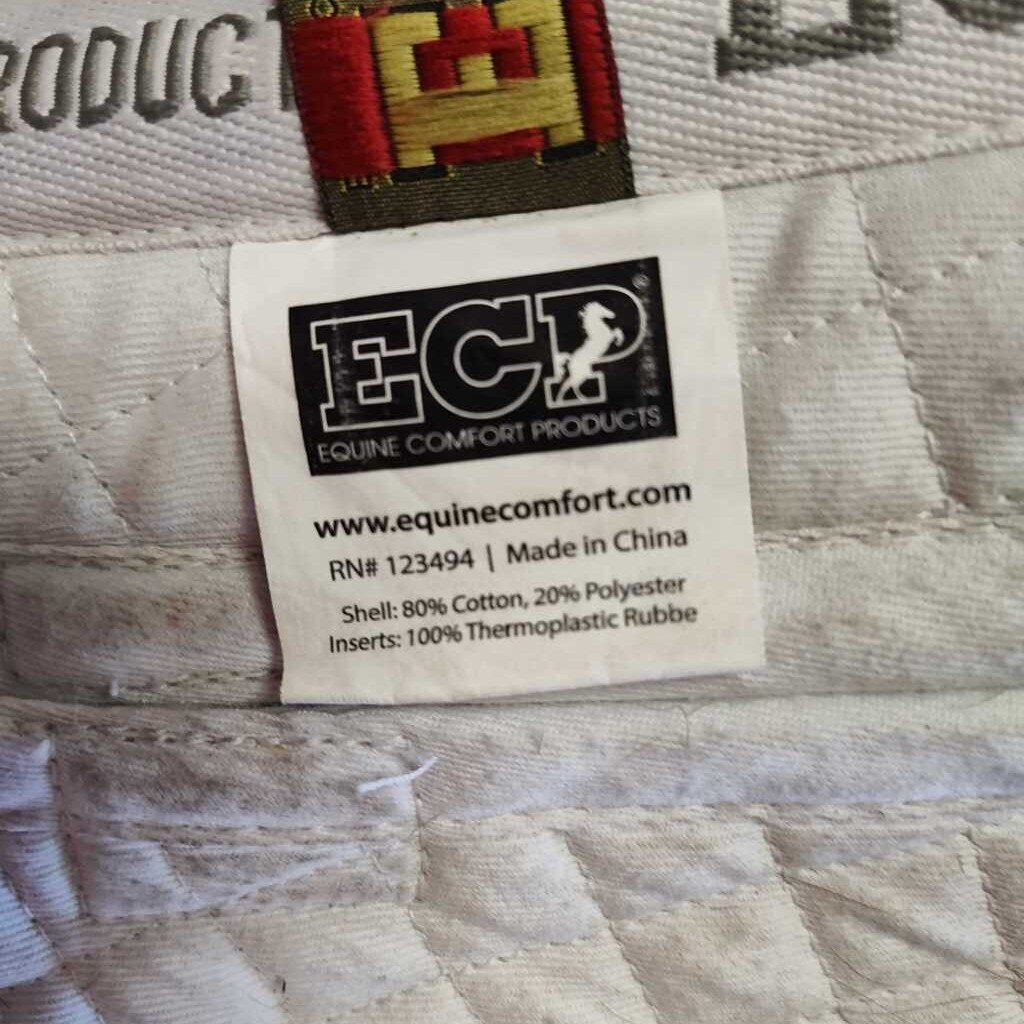 PRODUCT
ECP®
EQUINE COMFORT PRODUCTS
www.equinecomfort.com
RN# 123494 | Made in China
Shell: 80% Cotton, 20% Polyester
Inserts: 100% Thermoplastic Rubbe